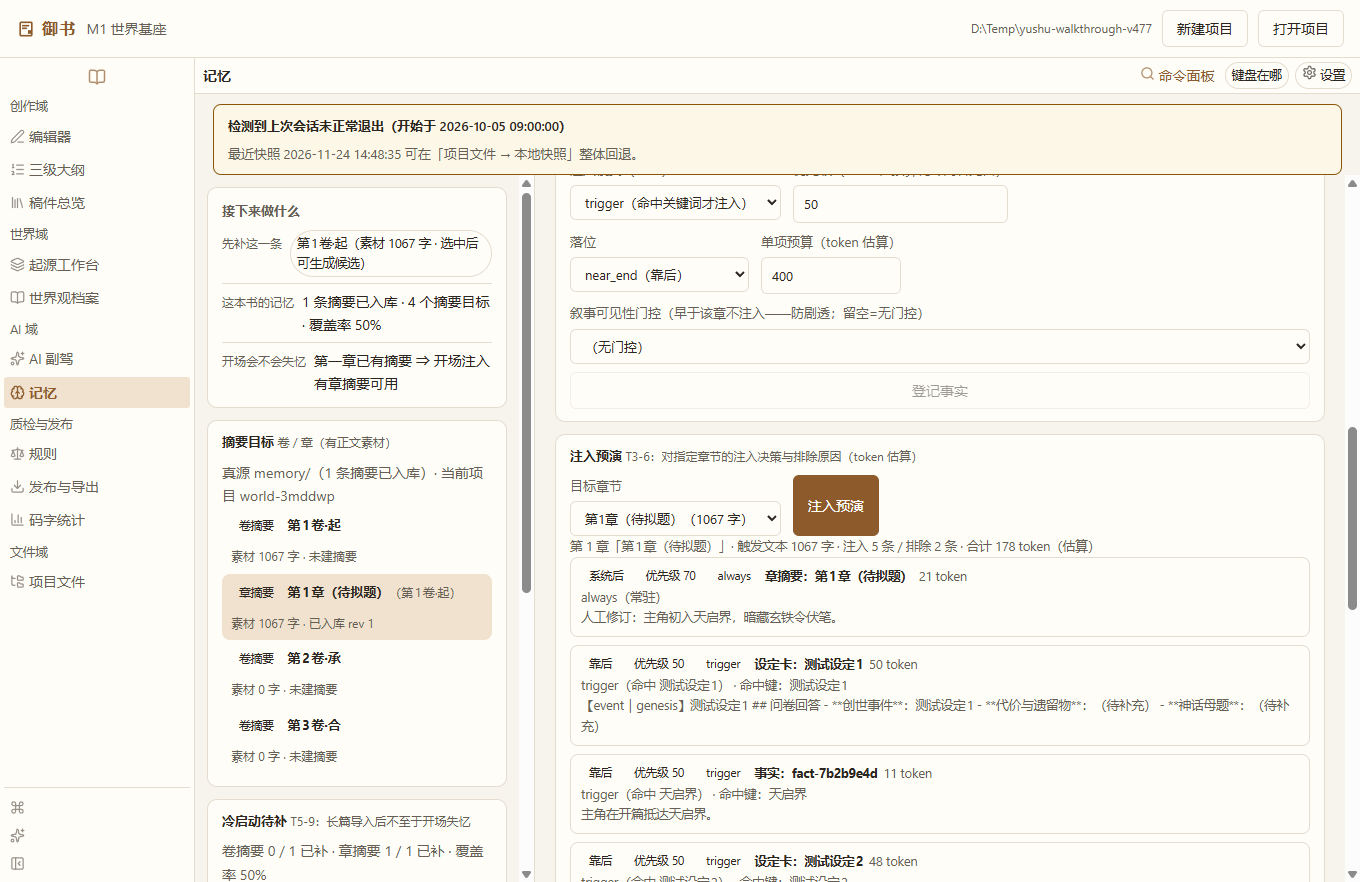 御书 M1 世界基座
D:\Temp\yushu-walkthrough-v477 新建项目 打开项目
创作域
编辑器
三级大纲
稿件总览
世界域
起源工作台
世界观档案
AI 域
AI 副驾
记忆
质检与发布
规则
发布与导出
码字统计
文件域
项目文件
记忆
命令面板 键盘在哪 设置
检测到上次会话未正常退出（开始于 2026-10-05 09:00:00）
最近快照 2026-11-24 14:48:35 可在「项目文件 → 本地快照」整体回退。
接下来做什么
先补这一条 第1卷·起（素材 1067 字 · 选中后
可生成候选）
这本书的记忆 1 条摘要已入库 · 4 个摘要目标
· 覆盖率 50%
开场会不会失忆 第一章已有摘要 ⇒ 开场注入
有章摘要可用
摘要目标 卷 / 章（有正文素材）
真源 memory/（1 条摘要已入库）· 当前项
目 world-3mddwp
卷摘要 第1卷·起
素材 1067 字 · 未建摘要
章摘要 第1章（待拟题）（第1卷·起）
素材 1067 字 · 已入库 rev 1
卷摘要 第2卷·承
素材 0 字 · 未建摘要
卷摘要 第3卷·合
素材 0 字 · 未建摘要
冷启动待补 T5-9：长篇导入后不至于开场失忆
卷摘要 0 / 1 已补 · 章摘要 1 / 1 已补 · 覆盖
率 50%
trigger（命中关键词才注入） 50
落位 单项预算（token 估算）
near_end（靠后） 400
叙事可见性门控（早于该章不注入——防剧透；留空=无门控）
（无门控）
登记事实
注入预演 T3-6：对指定章节的注入决策与排除原因（token 估算）
目标章节
第1章（待拟题）（1067 字） 注入预演
第 1 章「第1章（待拟题）」· 触发文本 1067 字 · 注入 5 条 / 排除 2 条 · 合计 178 token（估算）
系统后 优先级 70 always 章摘要：第1章（待拟题） 21 token
always（常驻）
人工修订：主角初入天启界，暗藏玄铁令伏笔。
靠后 优先级 50 trigger 设定卡：测试设定1 50 token
trigger（命中 测试设定1）· 命中键：测试设定1
【event | genesis】测试设定1 ## 问卷回答 - **创世事件**：测试设定1 - **代价与遗留物**：（待补充） - **神话母题**：（待补
充）
靠后 优先级 50 trigger 事实：fact-7b2b9e4d 11 token
trigger（命中 天启界）· 命中键：天启界
主角在开篇抵达天启界。
靠后 优先级 50 trigger 设定卡：测试设定2 48 token
trigger（命中 测试设定2）· 命中键：测试设定2